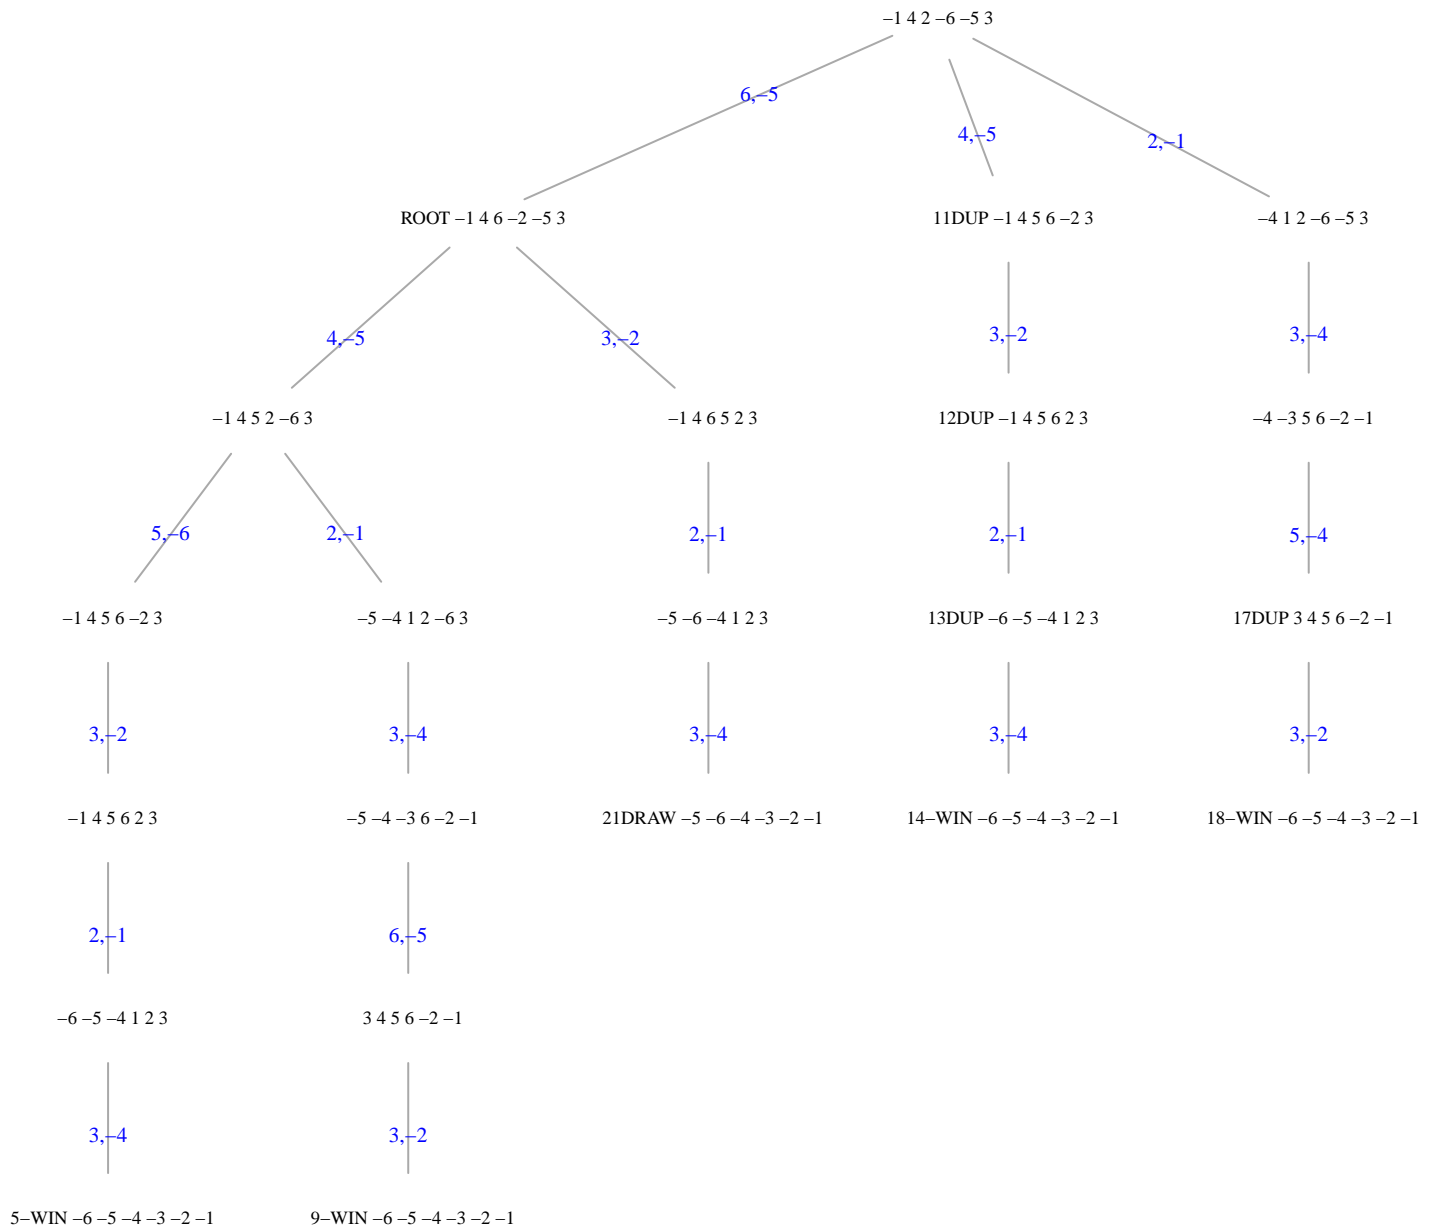 –1 4 2 –6 –5 3
6,–5
4,–5
2,–1
ROOT –1 4 6 –2 –5 3
11DUP –1 4 5 6 –2 3
–4 1 2 –6 –5 3
4,–5
3,–2
3,–2
3,–4
–1 4 5 2 –6 3
–1 4 6 5 2 3
12DUP –1 4 5 6 2 3
–4 –3 5 6 –2 –1
5,–6
2,–1
2,–1
2,–1
5,–4
–1 4 5 6 –2 3
–5 –4 1 2 –6 3
–5 –6 –4 1 2 3
13DUP –6 –5 –4 1 2 3
17DUP 3 4 5 6 –2 –1
3,–2
3,–4
3,–4
3,–4
3,–2
–1 4 5 6 2 3
–5 –4 –3 6 –2 –1
21DRAW –5 –6 –4 –3 –2 –1
14–WIN –6 –5 –4 –3 –2 –1
18–WIN –6 –5 –4 –3 –2 –1
2,–1
6,–5
–6 –5 –4 1 2 3
3 4 5 6 –2 –1
3,–4
3,–2
5–WIN –6 –5 –4 –3 –2 –1
9–WIN –6 –5 –4 –3 –2 –1